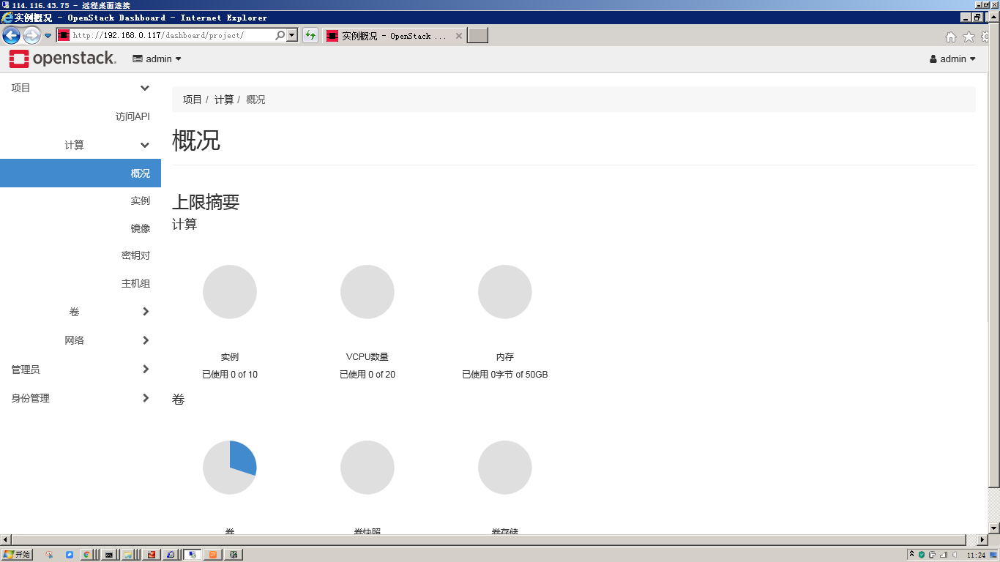 114.116.43.75 - 远程桌面连接
实例概况 - OpenStack Dashboard - Internet Explorer
http://192.168.0.117/dashboard/project/
实例概况 - OpenStack ...
openstack.
admin
admin
项目
访问API
计算
概况
实例
镜像
密钥对
主机组
卷
网络
管理员
身份管理
项目 / 计算 / 概况
概况
上限摘要
计算
实例
已使用 0 of 10
VCPU数量
已使用 0 of 20
内存
已使用 0字节 of 50GB
卷
卷
卷快照
卷存储
开始
11:24